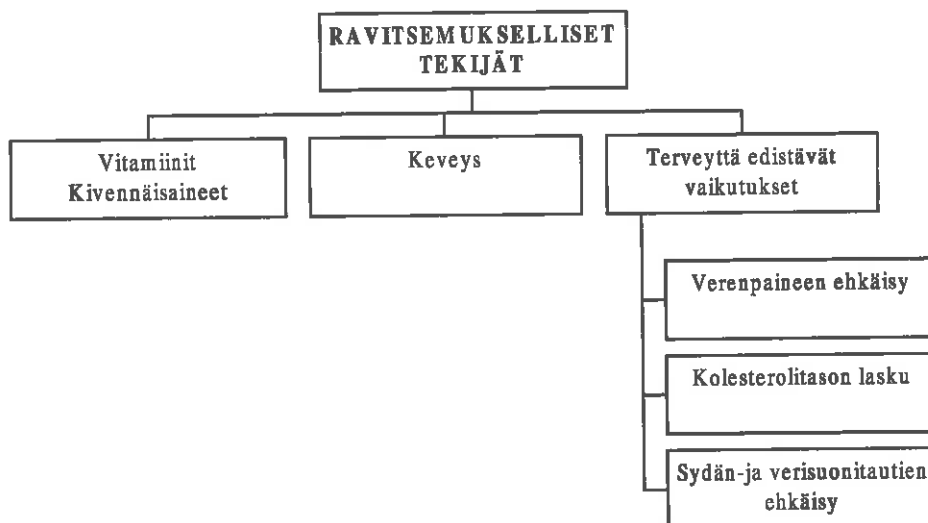 RAVITSEMUKSELLISET
TEKIJÄT
Vitamiinit
Kivennäisaineet
Keveys
Terveyttä edistävät
vaikutukset
Verenpaineen ehkäisy
Kolesterolitason lasku
Sydän-ja verisuonitautien
ehkäisy